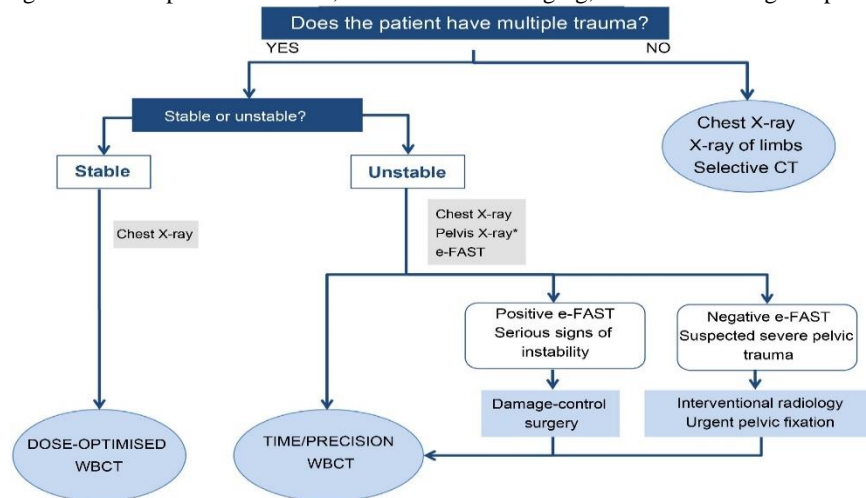 Does the patient have multiple trauma?
YES
NO
Stable or unstable?
Chest X-ray
X-ray of limbs
Selective CT
Stable
Unstable
Chest X-ray
Chest X-ray
Pelvis X-ray*
e-FAST
Positive e-FAST
Serious signs of
instability
Negative e-FAST
Suspected severe pelvic
trauma
Damage-control
surgery
Interventional radiology
Urgent pelvic fixation
DOSE-OPTIMISED
WBCT
TIME/PRECISION
WBCT